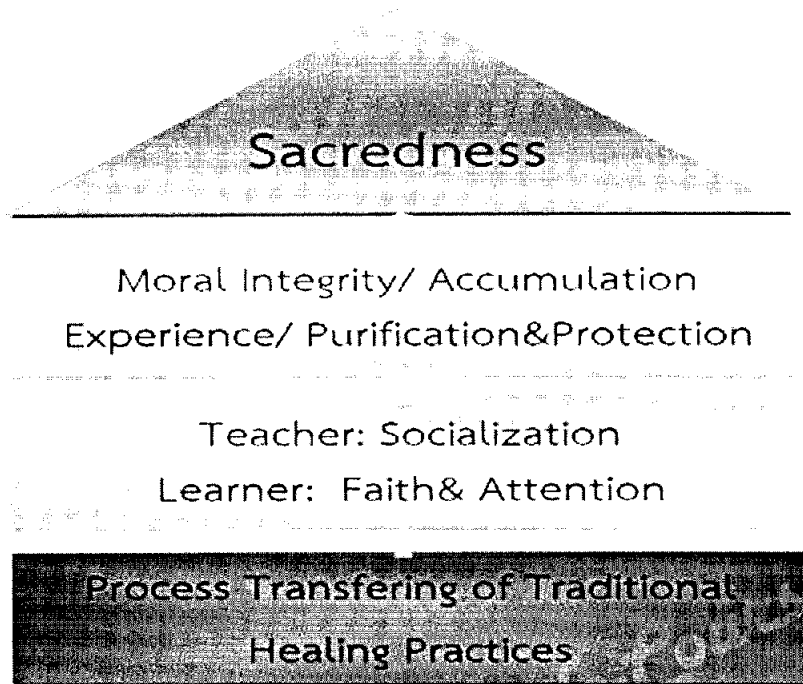 Sacredness
Moral Integrity/ Accumulation
Experience/ Purification&Protection
Teacher: Socialization
Learner: Faith& Attention
Process Transfering of Traditional
Healing Practices